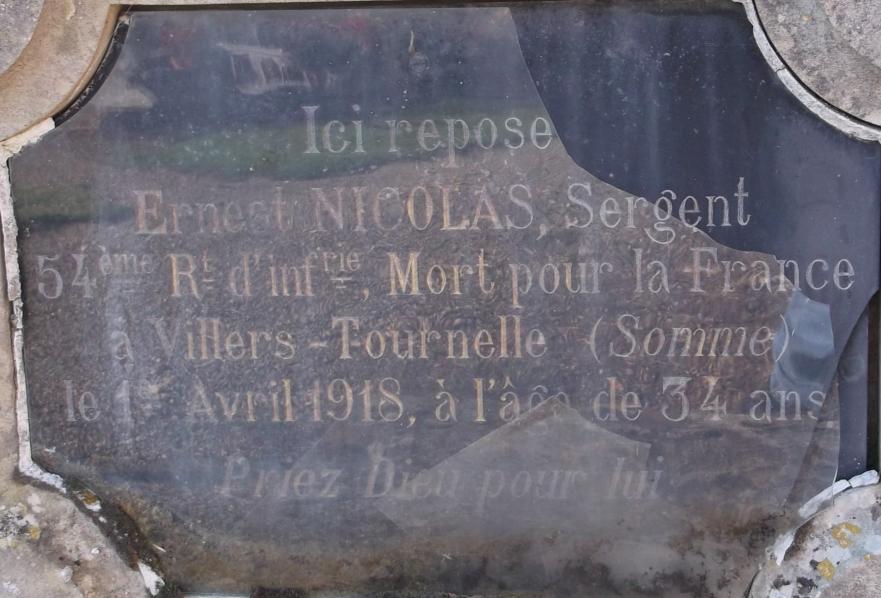 Ici repose
Ernest NICOLAS, Sergent
54ème Rt d'infrie, Mort pour la France
à Villers-Tournelle (Somme)
le 1er Avril 1918, à l'âge de 34 ans
Priez Dieu pour lui